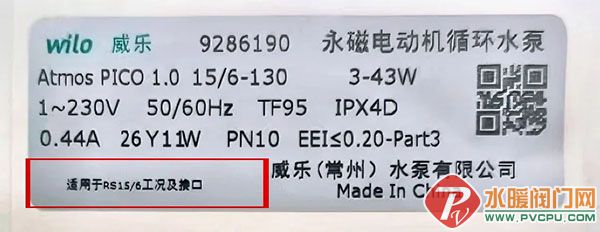 wilo 威乐 9286190 永磁电动机循环水泵
Atmos PICO 1.0 15/6-130 3-43W
1~230V 50/60Hz TF95 IPX4D
0.44A 26Y11W PN10 EEI≤0.20-Part3
适用于RS15/6工况及接口
威乐(常州)水泵有限公司
Made In China
水暖阀门网
WWW.PVCPU.COM